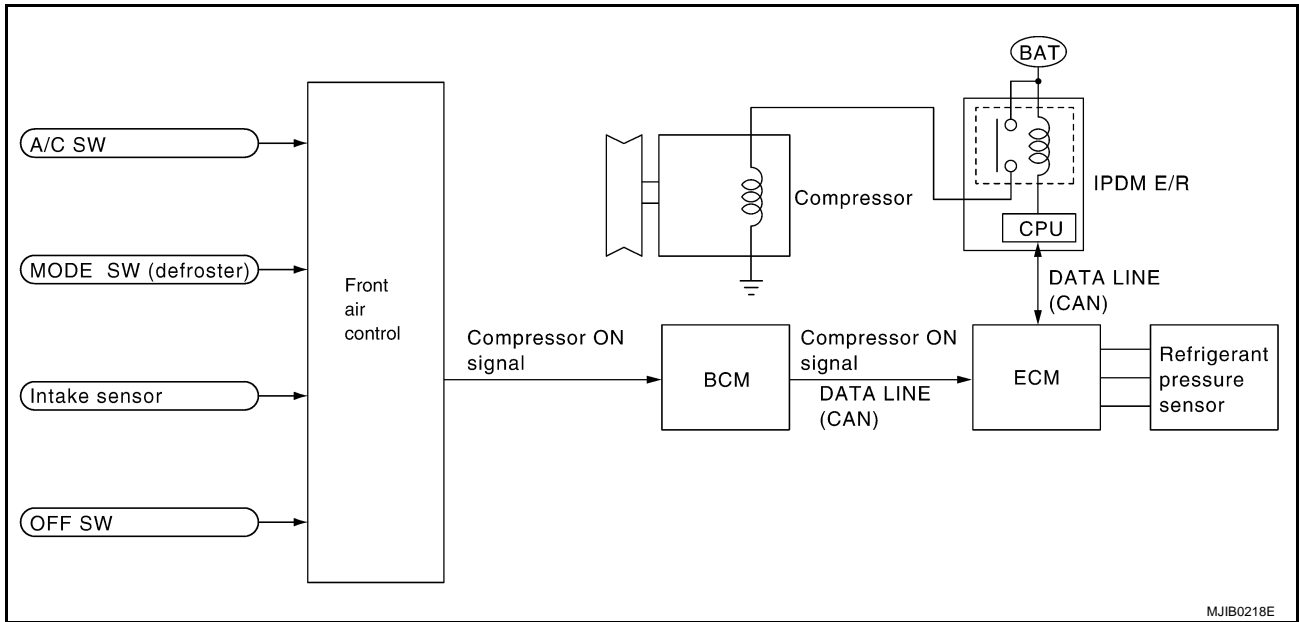 BAT
A/C SW
IPDM E/R
Compressor
CPU
MODE SW (defroster)
Front
air
control
DATA LINE
(CAN)
Compressor ON
signal
BCM
Compressor ON
signal
DATA LINE
(CAN)
ECM
Refrigerant
pressure
sensor
Intake sensor
OFF SW
MJIB0218E